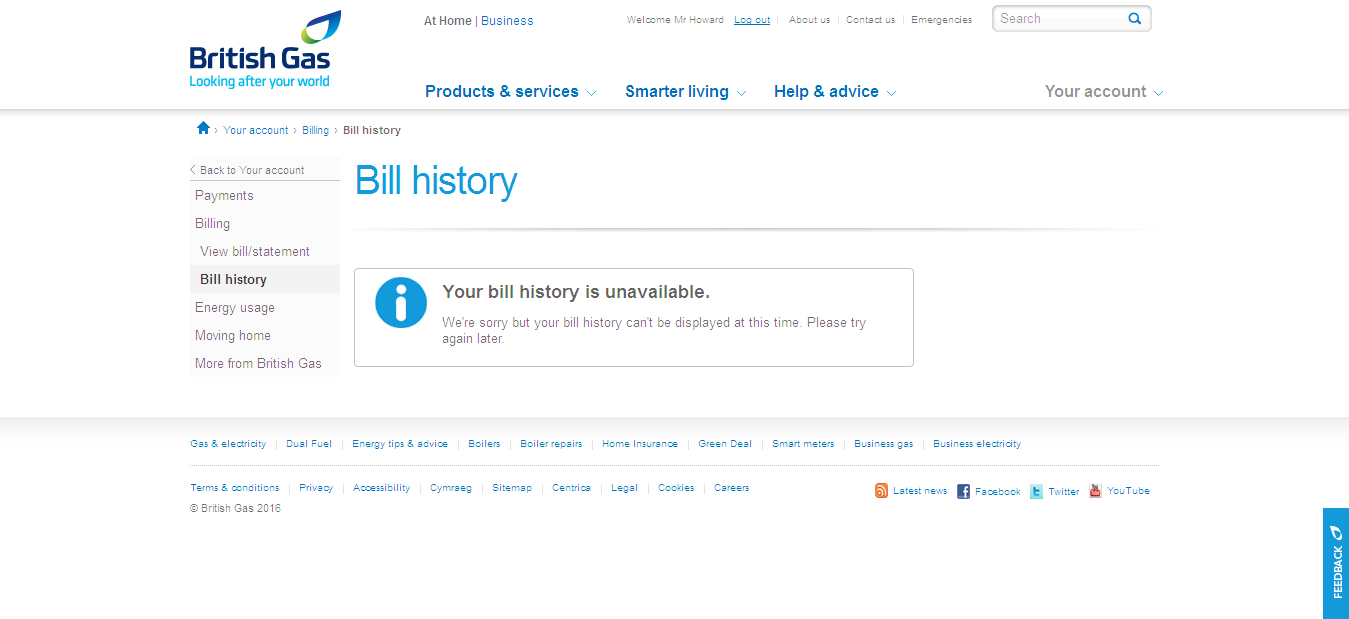 British Gas
Looking after your world
At Home | Business
Welcome Mr Howard Log out About us Contact us Emergencies
Search
Products & services Smarter living Help & advice Your account
› Your account › Billing › Bill history
Back to Your account
Payments
Billing
View bill/statement
Bill history
Energy usage
Moving home
More from British Gas
Bill history
Your bill history is unavailable.
We're sorry but your bill history can't be displayed at this time. Please try
again later.
Gas & electricity Dual Fuel Energy tips & advice Boilers Boiler repairs Home Insurance Green Deal Smart meters Business gas Business electricity
Terms & conditions Privacy Accessibility Cymraeg Sitemap Centrica Legal Cookies Careers
Latest news Facebook Twitter YouTube
© British Gas 2016
FEEDBACK